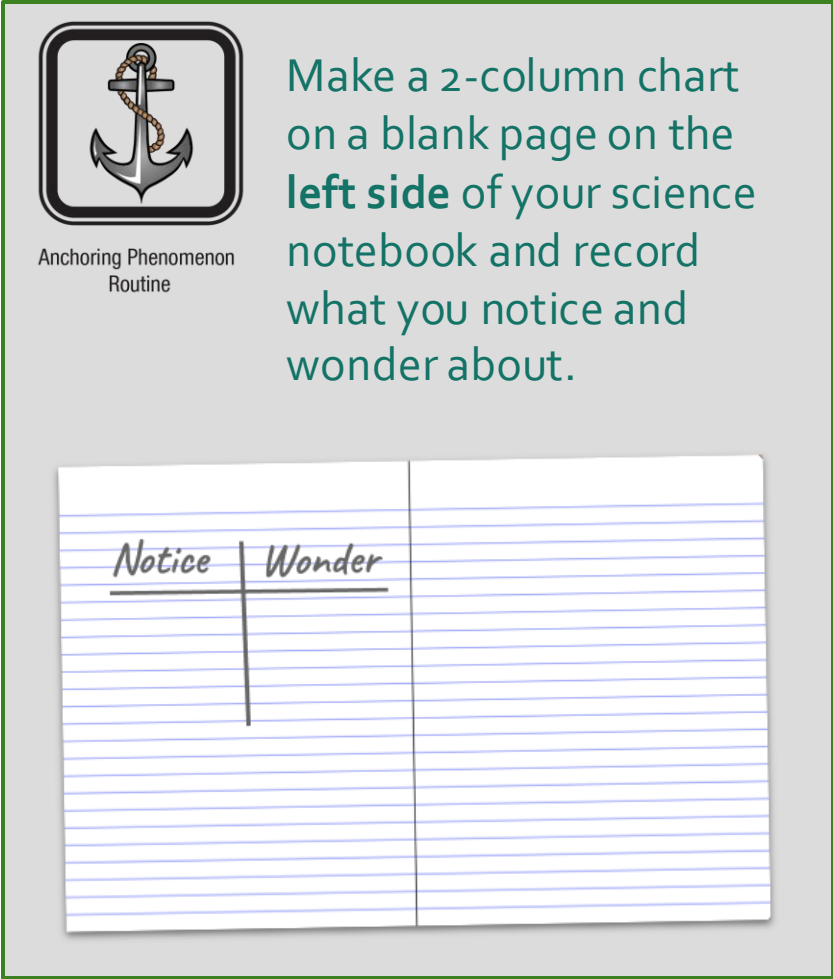 Anchoring Phenomenon
Routine
Make a 2-column chart
on a blank page on the
left side of your science
notebook and record
what you notice and
wonder about.
Notice Wonder